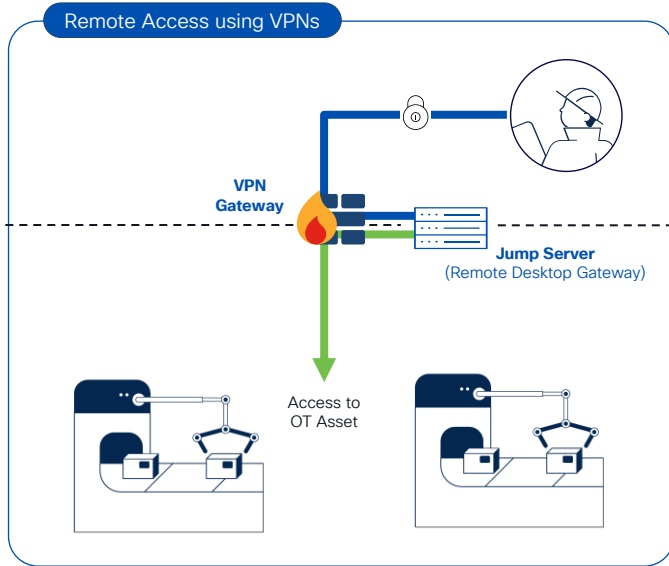 Remote Access using VPNs
VPN
Gateway
Jump Server
(Remote Desktop Gateway)
Access to
OT Asset